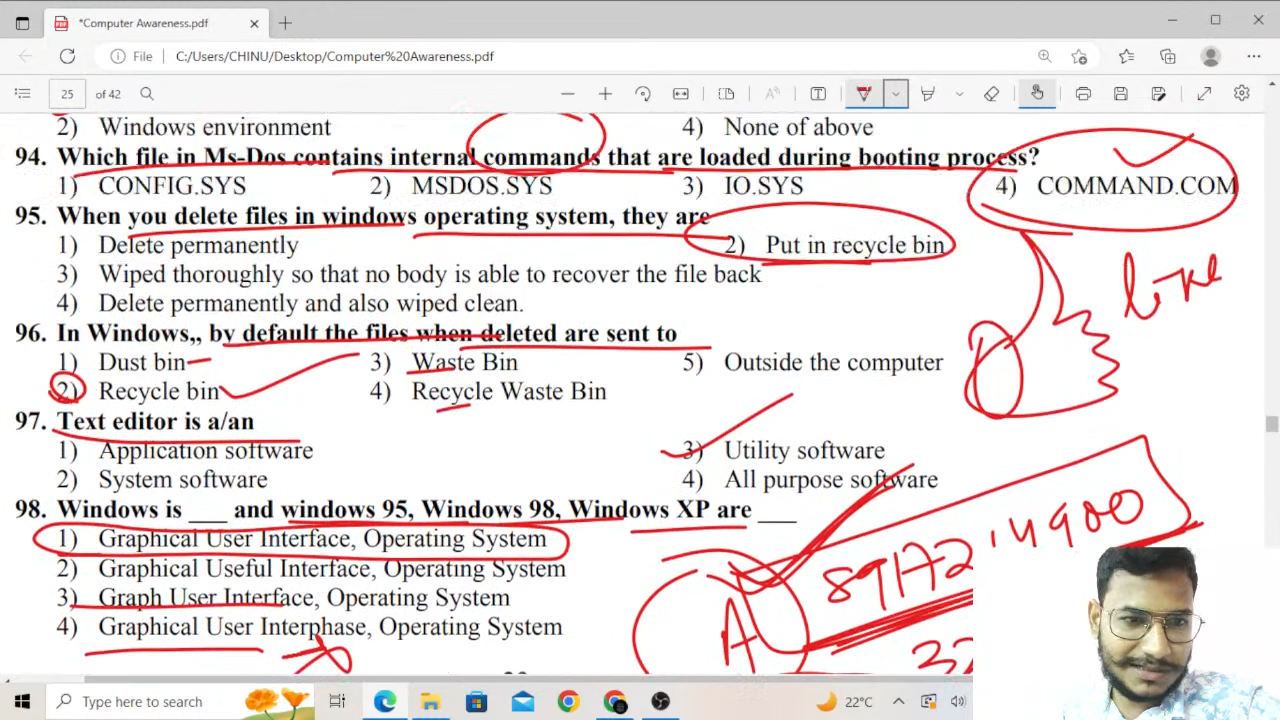 *Computer Awareness.pdf
File C:/Users/CHINU/Desktop/Computer%20Awareness.pdf
25 of 42
2) Windows environment 4) None of above
94. Which file in Ms-Dos contains internal commands that are loaded during booting process?
1) CONFIG.SYS 2) MSDOS.SYS 3) IO.SYS 4) COMMAND.COM
95. When you delete files in windows operating system, they are
1) Delete permanently 2) Put in recycle bin
3) Wiped thoroughly so that no body is able to recover the file back
4) Delete permanently and also wiped clean.
96. In Windows,, by default the files when deleted are sent to
1) Dust bin 3) Waste Bin 5) Outside the computer
2) Recycle bin 4) Recycle Waste Bin
97. Text editor is a/an
1) Application software 3) Utility software
2) System software 4) All purpose software
98. Windows is ___ and windows 95, Windows 98, Windows XP are ___
1) Graphical User Interface, Operating System
2) Graphical Useful Interface, Operating System
3) Graph User Interface, Operating System
4) Graphical User Interphase, Operating System
A
Type here to search 22°C